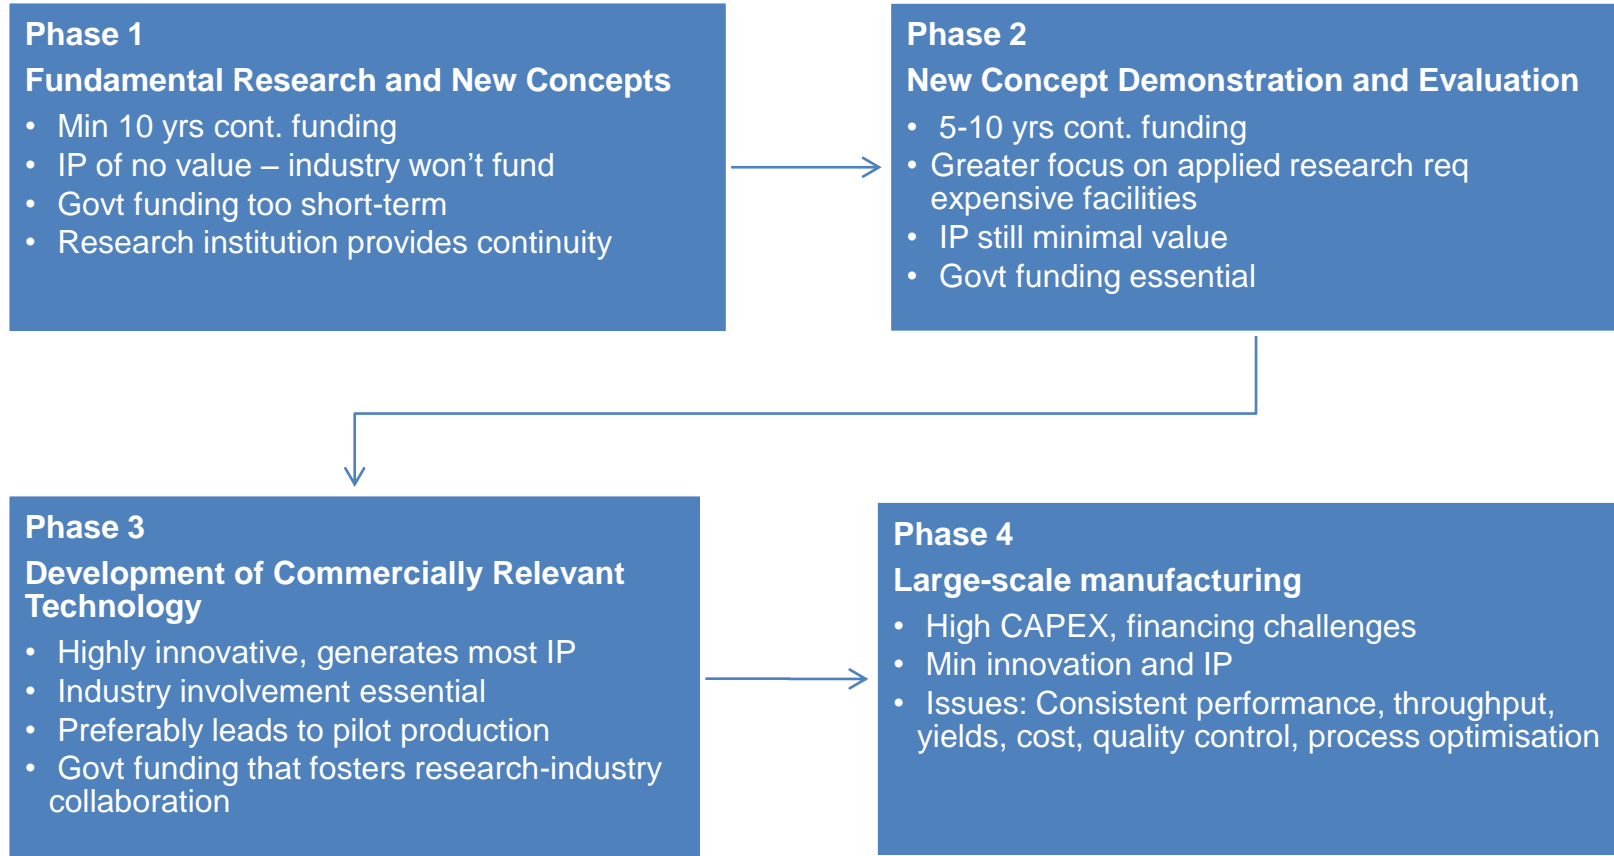 Phase 1
Fundamental Research and New Concepts
• Min 10 yrs cont. funding
• IP of no value – industry won’t fund
• Govt funding too short-term
• Research institution provides continuity
Phase 2
New Concept Demonstration and Evaluation
• 5-10 yrs cont. funding
• Greater focus on applied research req
expensive facilities
• IP still minimal value
• Govt funding essential
Phase 3
Development of Commercially Relevant
Technology
• Highly innovative, generates most IP
• Industry involvement essential
• Preferably leads to pilot production
• Govt funding that fosters research-industry
collaboration
Phase 4
Large-scale manufacturing
• High CAPEX, financing challenges
• Min innovation and IP
• Issues: Consistent performance, throughput,
yields, cost, quality control, process optimisation